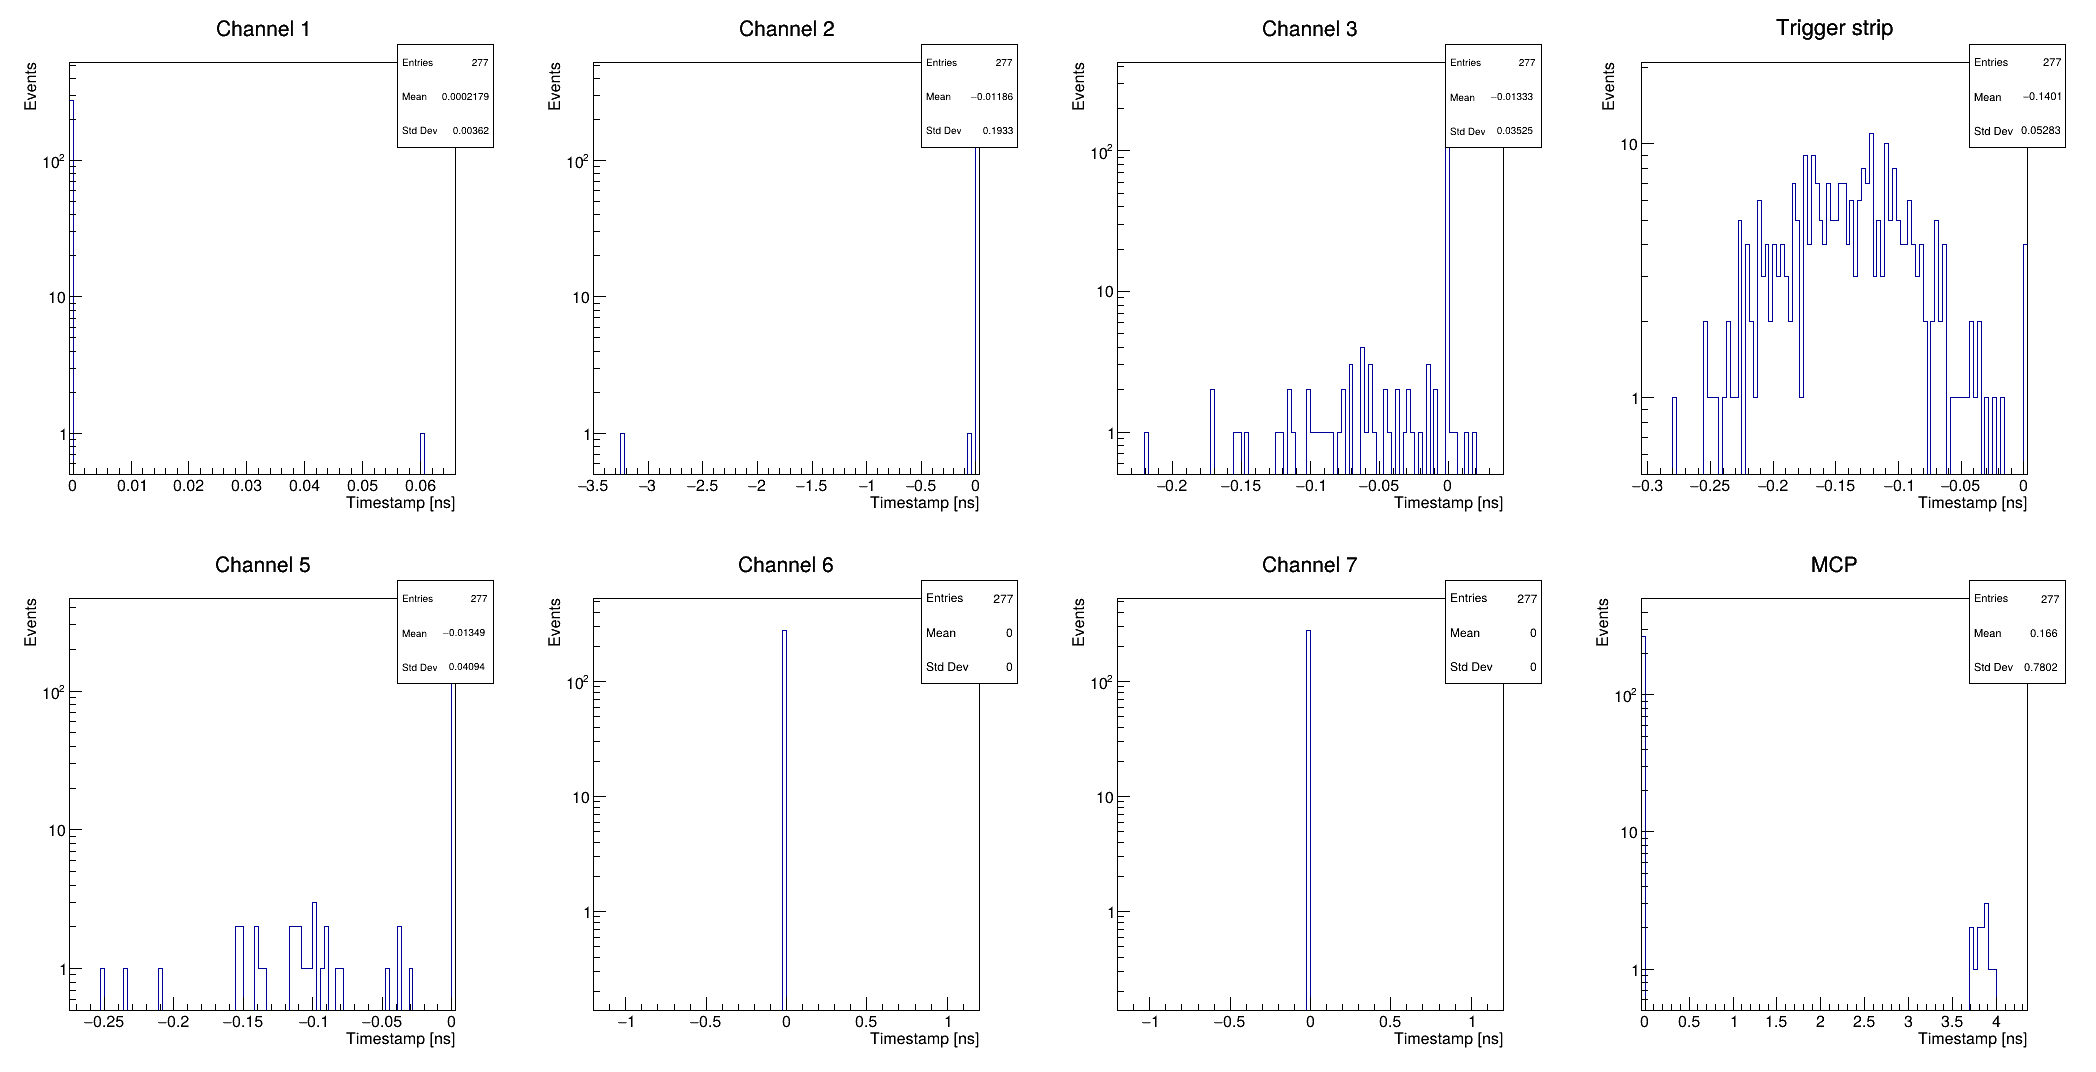 Channel 1
Events
Entries 277
Mean 0.0002179
Std Dev 0.00362
10²
10
1
0 0.01 0.02 0.03 0.04 0.05 0.06
Timestamp [ns]
Channel 2
Events
Entries 277
Mean −0.01186
Std Dev 0.1933
10²
10
1
−3.5 −3 −2.5 −2 −1.5 −1 −0.5 0
Timestamp [ns]
Channel 3
Events
Entries 277
Mean −0.01333
Std Dev 0.03525
10²
10
1
−0.2 −0.15 −0.1 −0.05 0
Timestamp [ns]
Trigger strip
Events
Entries 277
Mean −0.1401
Std Dev 0.05283
10
1
−0.3 −0.25 −0.2 −0.15 −0.1 −0.05 0
Timestamp [ns]
Channel 5
Events
Entries 277
Mean −0.01349
Std Dev 0.04094
10²
10
1
−0.25 −0.2 −0.15 −0.1 −0.05 0
Timestamp [ns]
Channel 6
Events
Entries 277
Mean 0
Std Dev 0
10²
10
1
−1 −0.5 0 0.5 1
Timestamp [ns]
Channel 7
Events
Entries 277
Mean 0
Std Dev 0
10²
10
1
−1 −0.5 0 0.5 1
Timestamp [ns]
MCP
Events
Entries 277
Mean 0.166
Std Dev 0.7802
10²
10
1
0 0.5 1 1.5 2 2.5 3 3.5 4
Timestamp [ns]